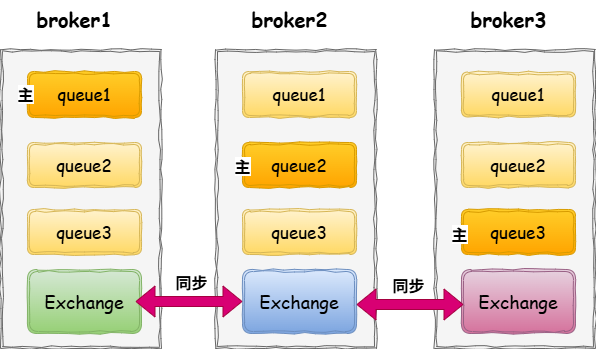 broker1
broker2
broker3
主
queue1
queue1
queue1
queue2
主
queue2
queue2
queue3
queue3
主
queue3
同步
同步
Exchange
Exchange
Exchange